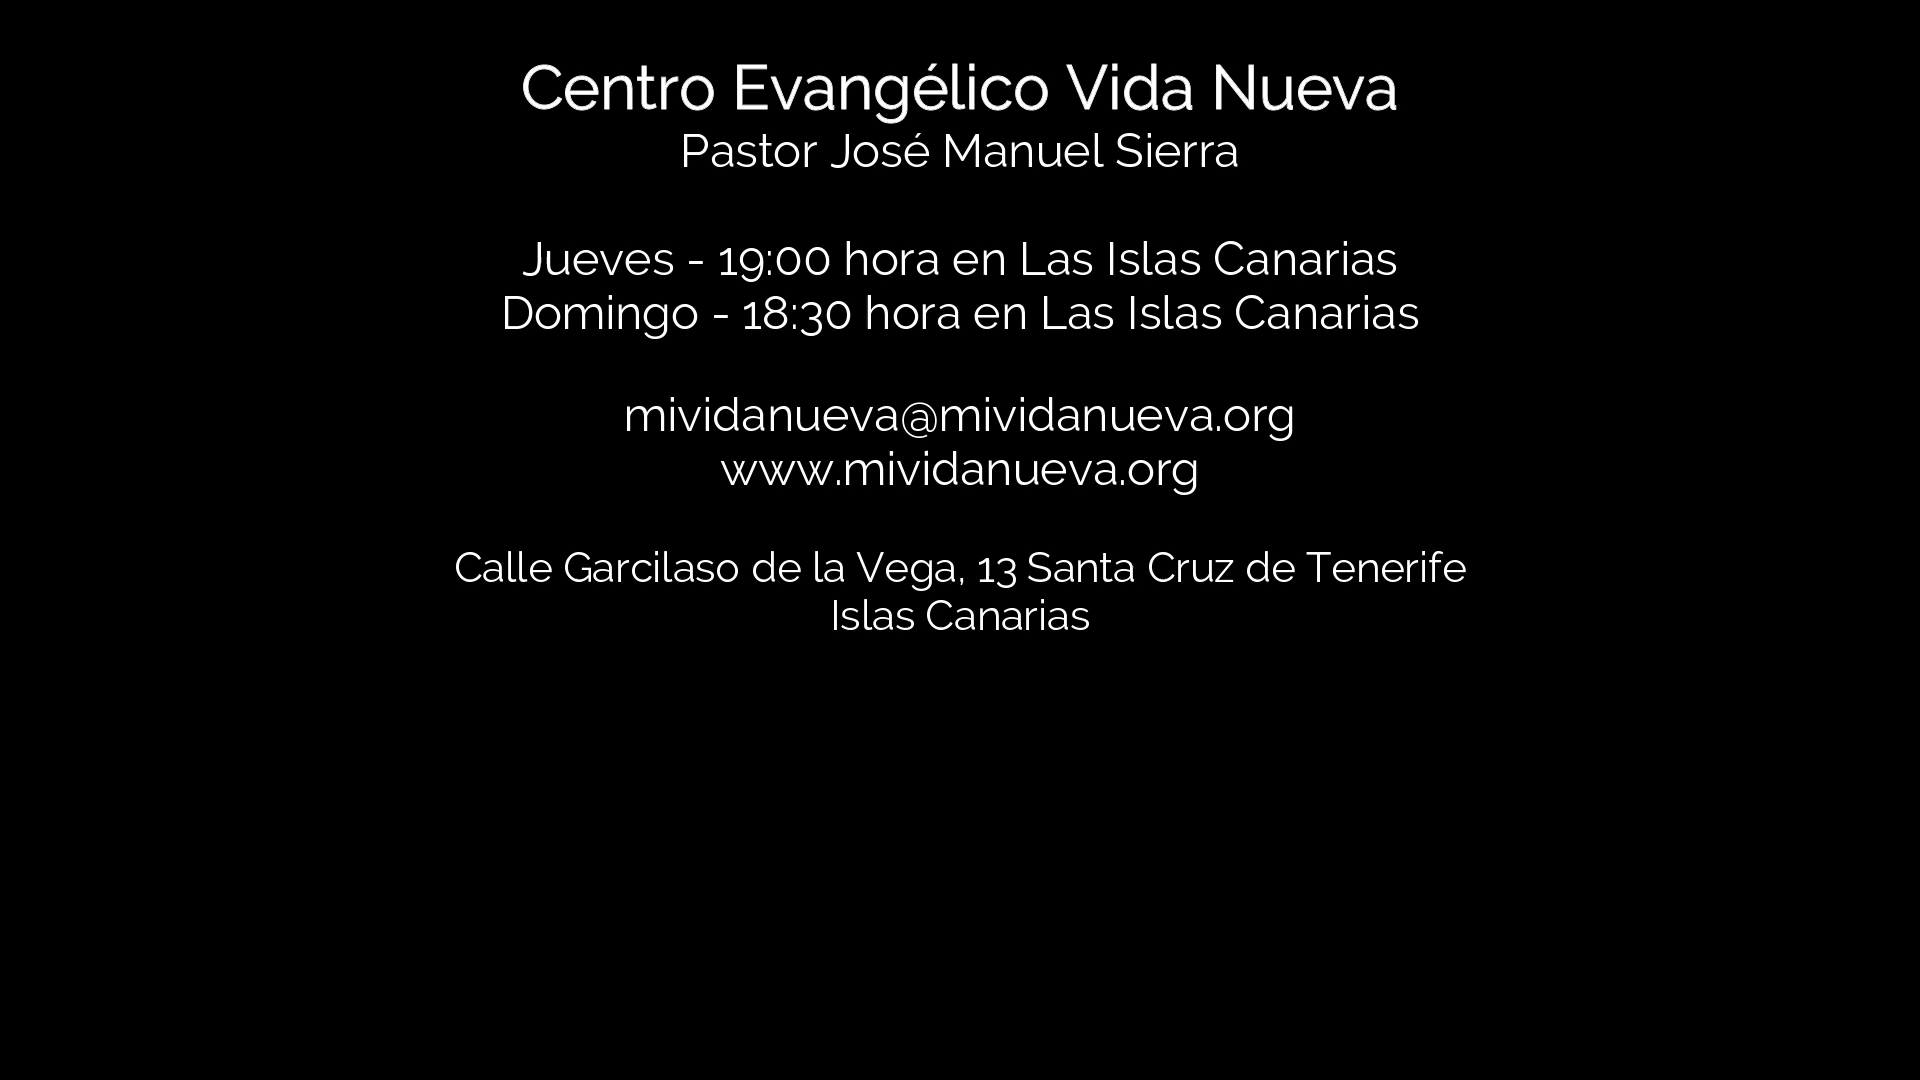 Centro Evangélico Vida Nueva
Pastor José Manuel Sierra
Jueves - 19:00 hora en Las Islas Canarias
Domingo - 18:30 hora en Las Islas Canarias
mividanueva@mividanueva.org
www.mividanueva.org
Calle Garcilaso de la Vega, 13 Santa Cruz de Tenerife
Islas Canarias